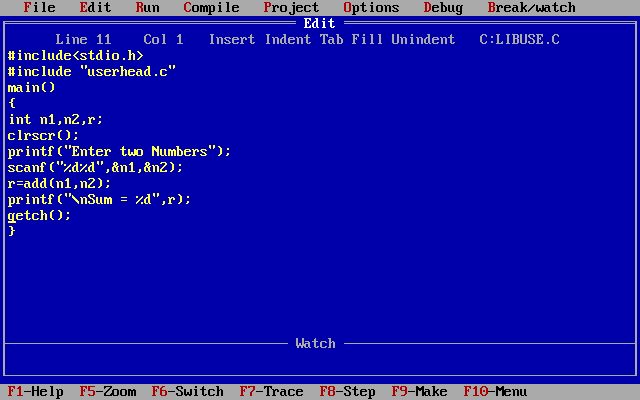 File Edit Run Compile Project Options Debug Break/watch
Edit
Line 11 Col 1 Insert Indent Tab Fill Unindent C:LIBUSE.C
#include<stdio.h>
#include "userhead.c"
main()
{
int n1,n2,r;
clrscr();
printf("Enter two Numbers");
scanf("%d%d",&n1,&n2);
r=add(n1,n2);
printf("\nSum = %d",r);
getch();
}
Watch
F1-Help F5-Zoom F6-Switch F7-Trace F8-Step F9-Make F10-Menu